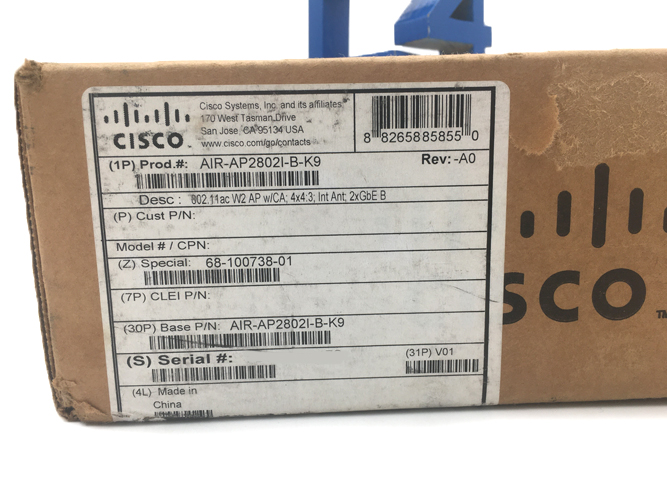 14
CISCO
Cisco Systems, Inc. and its affiliates
170 West Tasman Drive
San Jose, CA 95134 USA
www.cisco.com/go/contacts
8 82658 85855 0
(1P) Prod.#: AIR-AP2802I-B-K9
Rev: -A0
Desc : 802.11ac W2 AP w/CA; 4x4:3; Int Ant; 2xGbE B
(P) Cust P/N:
Model # / CPN:
(Z) Special: 68-100738-01
(7P) CLEI P/N:
(30P) Base P/N: AIR-AP2802I-B-K9
(S) Serial #:
(31P) V01
(4L) Made in
China
SCO TM